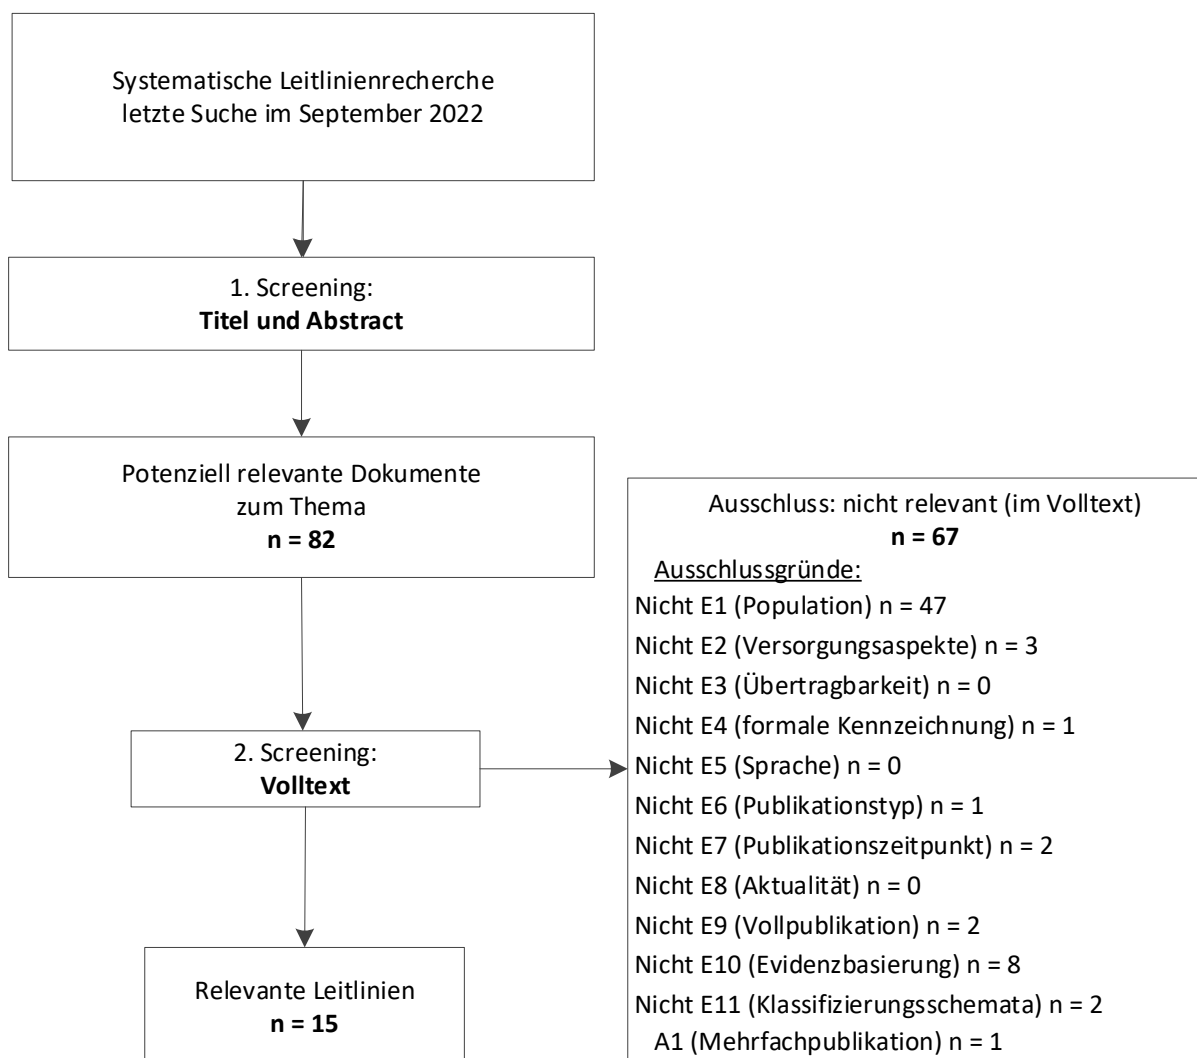 Systematische Leitlinienrecherche
letzte Suche im September 2022
1. Screening:
Titel und Abstract
Potenziell relevante Dokumente
zum Thema
n = 82
2. Screening:
Volltext
Ausschluss: nicht relevant (im Volltext)
n = 67
Ausschlussgründe:
Nicht E1 (Population) n = 47
Nicht E2 (Versorgungsaspekte) n = 3
Nicht E3 (Übertragbarkeit) n = 0
Nicht E4 (formale Kennzeichnung) n = 1
Nicht E5 (Sprache) n = 0
Nicht E6 (Publikationstyp) n = 1
Nicht E7 (Publikationszeitpunkt) n = 2
Nicht E8 (Aktualität) n = 0
Nicht E9 (Vollpublikation) n = 2
Nicht E10 (Evidenzbasierung) n = 8
Nicht E11 (Klassifizierungsschemata) n = 2
A1 (Mehrfachpublikation) n = 1
Relevante Leitlinien
n = 15